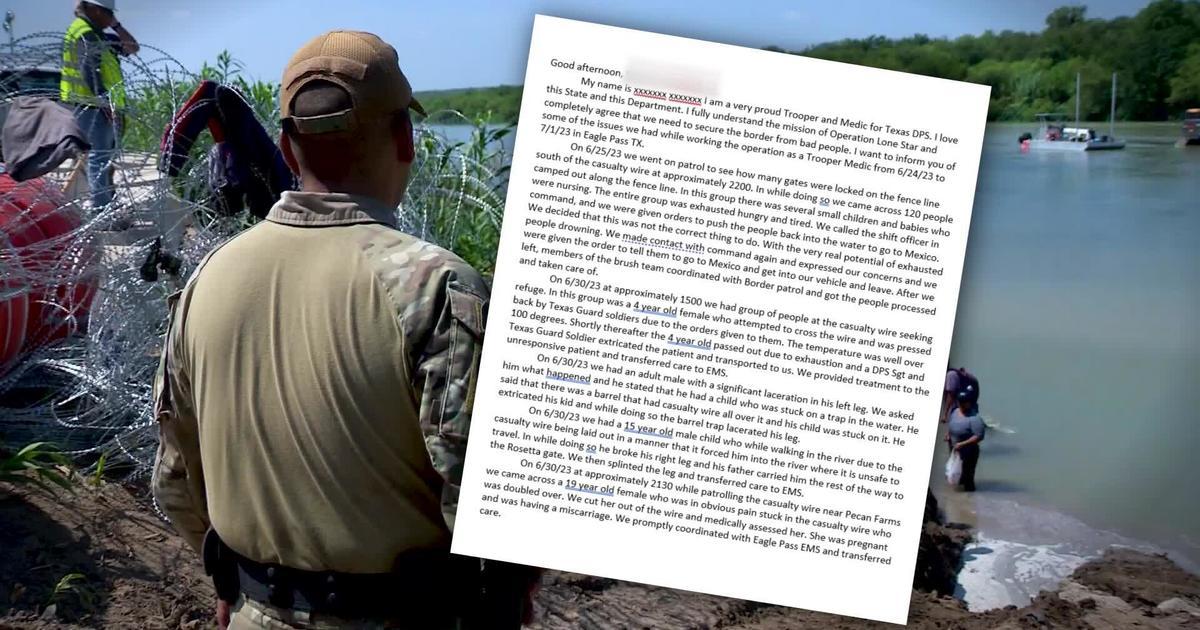 Good afternoon,
My name is xxxxxxx xxxxxxx I am a very proud Trooper and Medic for Texas DPS. I love
this State and this Department. I fully understand the mission of Operation Lone Star and
completely agree that we need to secure the border from bad people. I want to inform you of
some of the issues we had while working the operation as a Trooper Medic from 6/24/23 to
7/1/23 in Eagle Pass TX.
On 6/25/23 we went on patrol to see how many gates were locked on the fence line
south of the casualty wire at approximately 2200. In while doing so we came across 120 people
camped out along the fence line. In this group there was several small children and babies who
were nursing. The entire group was exhausted hungry and tired. We called the shift officer in
command, and we were given orders to push the people back into the water to go to Mexico.
We decided that this was not the correct thing to do. With the very real potential of exhausted
people drowning. We made contact with command again and expressed our concerns and we
were given the order to tell them to go to Mexico and get into our vehicle and leave. After we
left, members of the brush team coordinated with Border patrol and got the people processed
and taken care of.
On 6/30/23 at approximately 1500 we had group of people at the casualty wire seeking
refuge. In this group was a 4 year old female who attempted to cross the wire and was pressed
back by Texas Guard soldiers due to the orders given to them. The temperature was well over
100 degrees. Shortly thereafter the 4 year old passed out due to exhaustion and a DPS Sgt and
Texas Guard Soldier extricated the patient and transported to us. We provided treatment to the
unresponsive patient and transferred care to EMS.
On 6/30/23 we had an adult male with a significant laceration in his left leg. We asked
him what happened and he stated that he had a child who was stuck on a trap in the water. He
said that there was a barrel that had casualty wire all over it and his child was stuck on it. He
extricated his kid and while doing so the barrel trap lacerated his leg.
On 6/30/23 we had a 15 year old male child who while walking in the river due to the
casualty wire being laid out in a manner that it forced him into the river where it is unsafe to
travel. In while doing so he broke his right leg and his father carried him the rest of the way to
the Rosetta gate. We then splinted the leg and transferred care to EMS.
On 6/30/23 at approximately 2130 while patrolling the casualty wire near Pecan Farms
we came across a 19 year old female who was in obvious pain stuck in the casualty wire who
was doubled over. We cut her out of the wire and medically assessed her. She was pregnant
and was having a miscarriage. We promptly coordinated with Eagle Pass EMS and transferred
care.